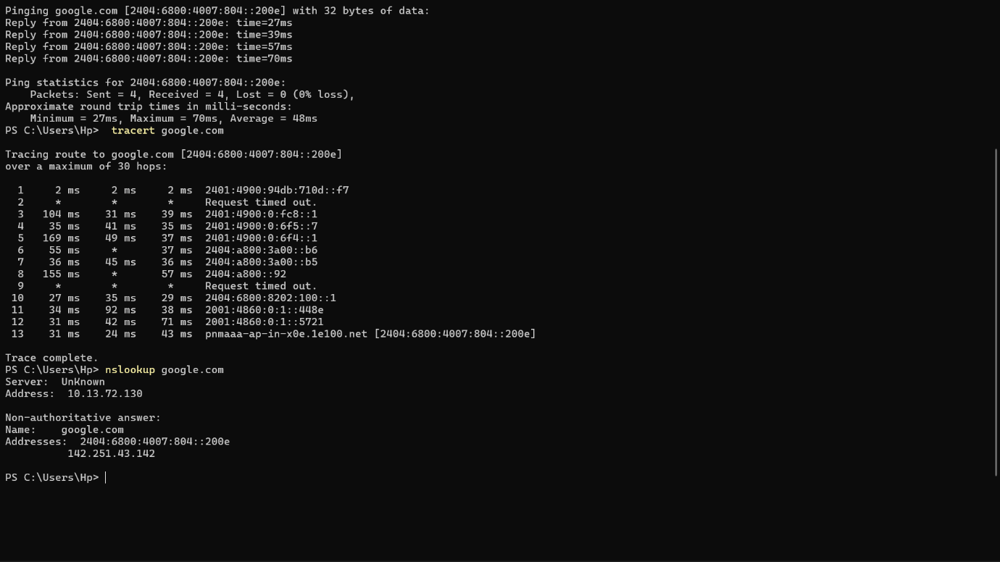 Pinging google.com [2404:6800:4007:804::200e] with 32 bytes of data:
Reply from 2404:6800:4007:804::200e: time=27ms
Reply from 2404:6800:4007:804::200e: time=39ms
Reply from 2404:6800:4007:804::200e: time=57ms
Reply from 2404:6800:4007:804::200e: time=70ms

Ping statistics for 2404:6800:4007:804::200e:
    Packets: Sent = 4, Received = 4, Lost = 0 (0% loss),
Approximate round trip times in milli-seconds:
    Minimum = 27ms, Maximum = 70ms, Average = 48ms
PS C:\Users\Hp>  tracert google.com

Tracing route to google.com [2404:6800:4007:804::200e]
over a maximum of 30 hops:

  1     2 ms     2 ms     2 ms  2401:4900:94db:710d::f7
  2     *        *        *     Request timed out.
  3   104 ms    31 ms    39 ms  2401:4900:0:fc8::1
  4    35 ms    41 ms    35 ms  2401:4900:0:6f5::7
  5   169 ms    49 ms    37 ms  2401:4900:0:6f4::1
  6    55 ms     *       37 ms  2404:a800:3a00::b6
  7    36 ms    45 ms    36 ms  2404:a800:3a00::b5
  8   155 ms     *       57 ms  2404:a800::92
  9     *        *        *     Request timed out.
 10    27 ms    35 ms    29 ms  2404:6800:8202:100::1
 11    34 ms    92 ms    38 ms  2001:4860:0:1::448e
 12    31 ms    42 ms    71 ms  2001:4860:0:1::5721
 13    31 ms    24 ms    43 ms  pnmaaa-ap-in-x0e.1e100.net [2404:6800:4007:804::200e]

Trace complete.
PS C:\Users\Hp> nslookup google.com
Server:  UnKnown
Address:  10.13.72.130

Non-authoritative answer:
Name:    google.com
Addresses:  2404:6800:4007:804::200e
          142.251.43.142

PS C:\Users\Hp>